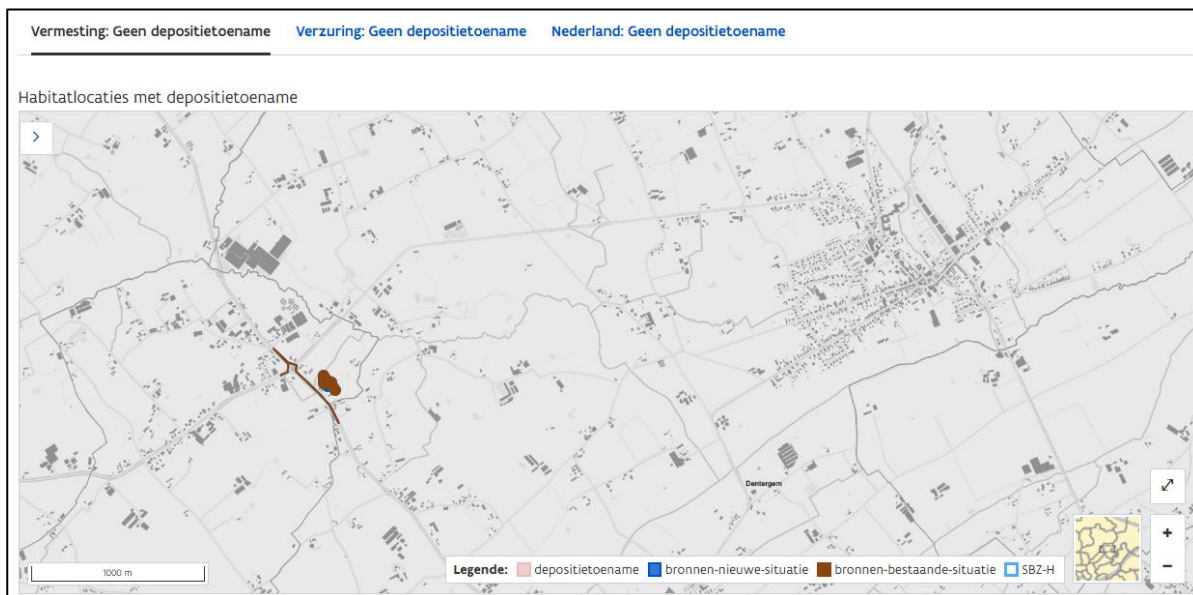 Vermesting: Geen depositietoename Verzuring: Geen depositietoename Nederland: Geen depositietoename
Habitatlocaties met depositietoename
Dentergem
1000 m
Legende: depositietoename bronnen-nieuwe-situatie bronnen-bestaande-situatie SBZ-H